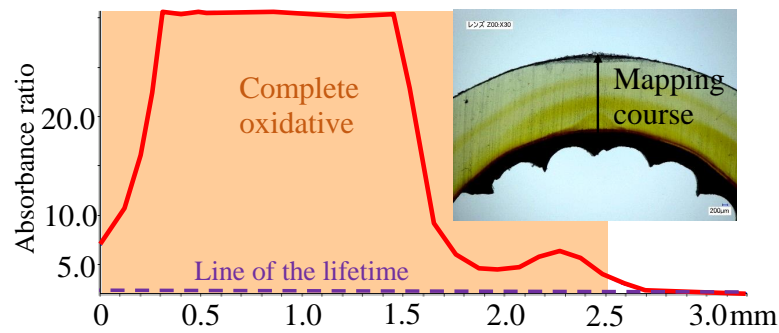 Absorbance ratio
20.0
10.0
5.0
Complete
oxidative
Line of the lifetime
レンズ Z00:X30
Mapping
course
200μm
0
0.5
1.0
1.5
2.0
2.5
3.0mm